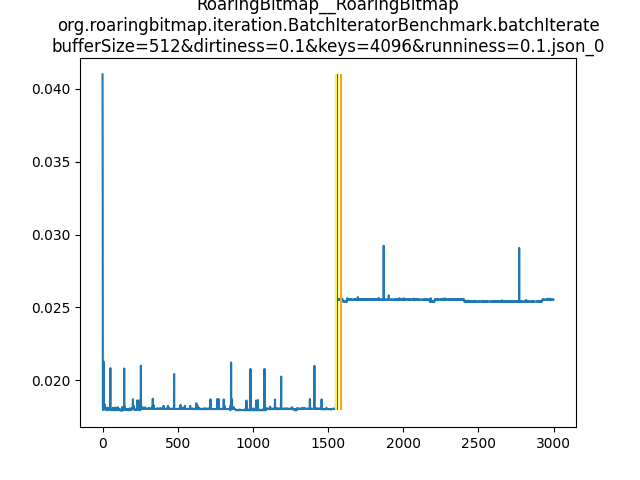 RoaringBitmap__RoaringBitmap
org.roaringbitmap.iteration.BatchIteratorBenchmark.batchIterate
bufferSize=512&dirtiness=0.1&keys=4096&runniness=0.1.json_0
0.040
0.035
0.030
0.025
0.020
0 500 1000 1500 2000 2500 3000